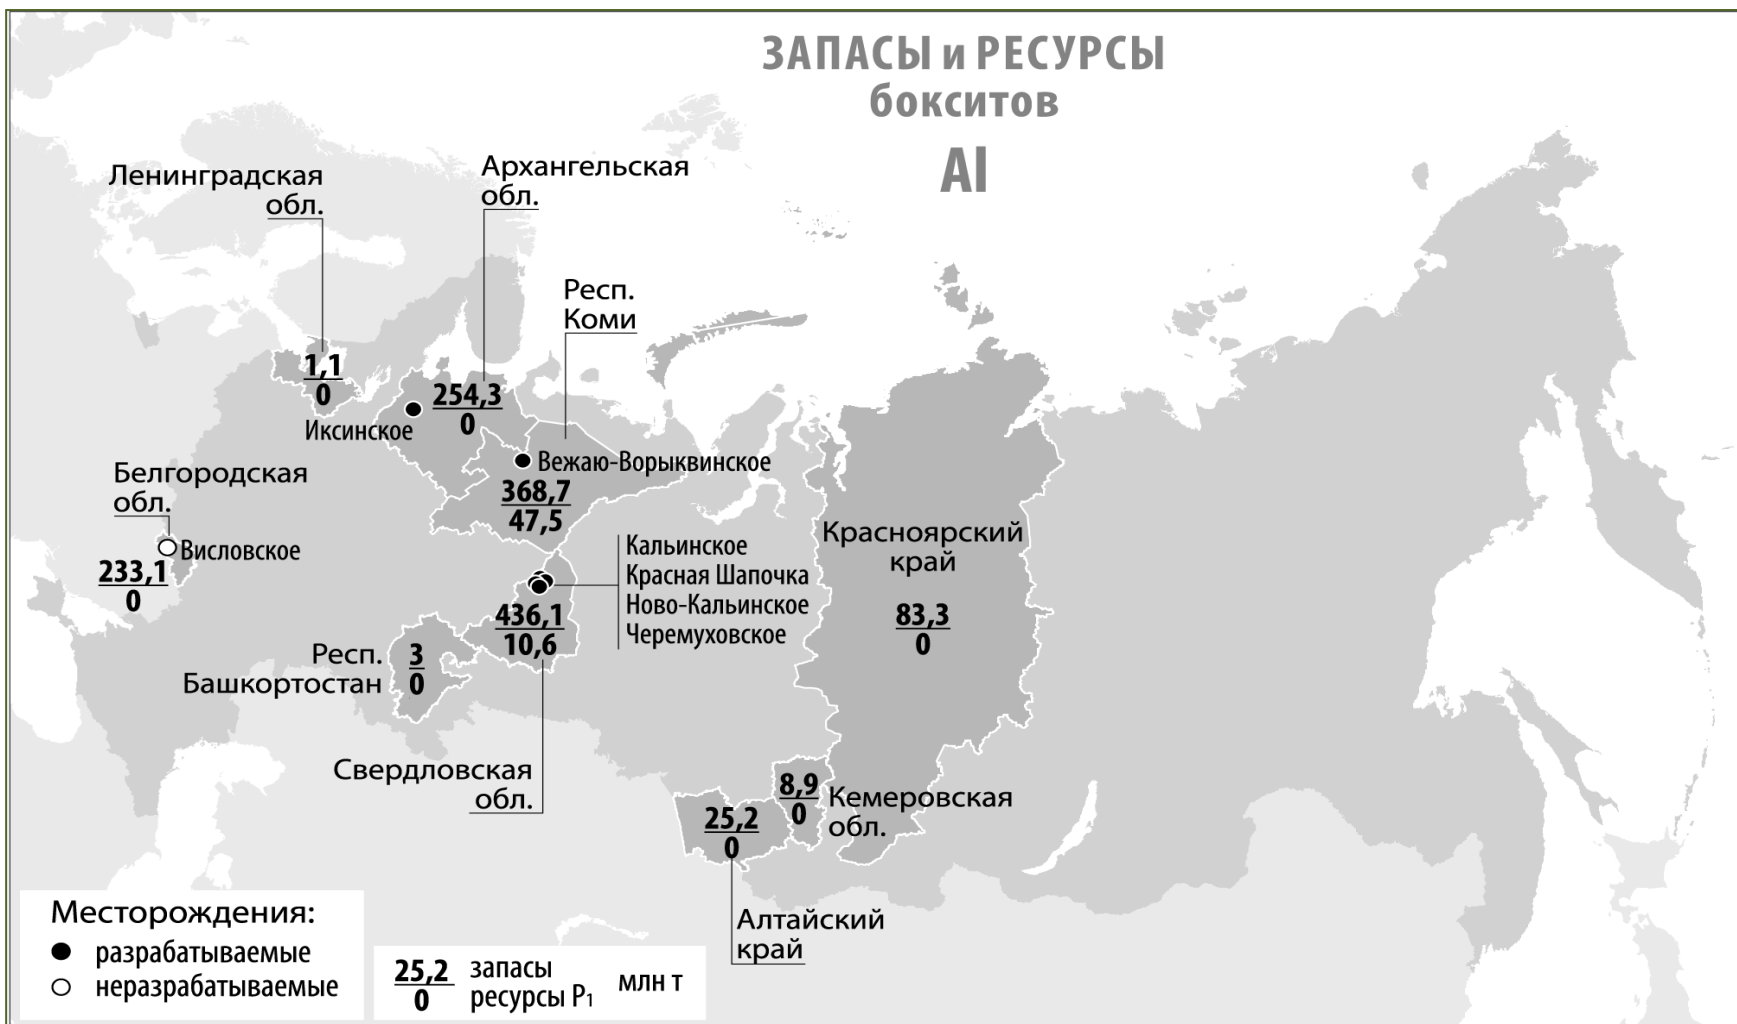 ЗАПАСЫ и РЕСУРСЫ
бокситов
Al
Ленинградская
обл.
1,1
0
Архангельская
обл.
254,3
0
Иксинское
Респ.
Коми
Вежаю-Ворыквинское
368,7
47,5
Белгородская
обл.
Висловское
233,1
0
Кальинское
Красная Шапочка
Ново-Кальинское
Черемуховское
436,1
10,6
Свердловская
обл.
Респ.
Башкортостан
3
0
Красноярский
край
83,3
0
8,9
0
Кемеровская
обл.
25,2
0
Алтайский
край
Месторождения:
разрабатываемые
неразрабатываемые
25,2
0
запасы
ресурсы P₁
млн т